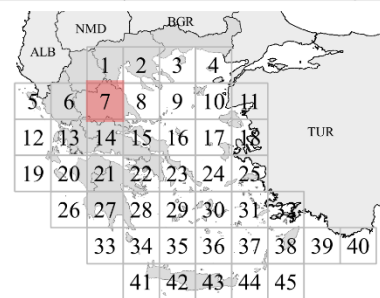 NMD BGR
ALB
1 2 3 4
5 6 7 8 9 10 11
TUR
12 13 14 15 16 17 18
19 20 21 22 23 24 25
26 27 28 29 30 31 32
33 34 35 36 37 38 39 40
41 42 43 44 45